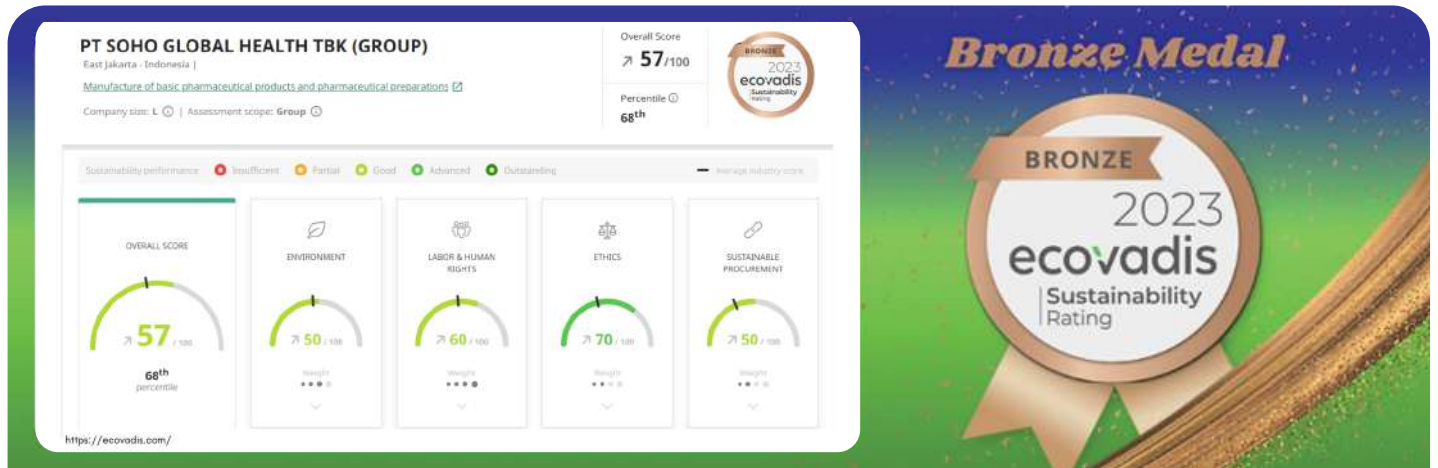 PT SOHO GLOBAL HEALTH TBK (GROUP)
East Jakarta - Indonesia |
Manufacture of basic pharmaceutical products and pharmaceutical preparations
Company size: L | Assessment scope: Group
Overall Score
57/100
Percentile
68th
BRONZE
2023
ecovadis
Sustainability
Rating
Sustainability performance Insufficient Partial Good Advanced Outstanding Average industry score
OVERALL SCORE
57 / 100
68th
percentile
ENVIRONMENT
50 / 100
Weight
LABOR & HUMAN
RIGHTS
60 / 100
Weight
ETHICS
70 / 100
Weight
SUSTAINABLE
PROCUREMENT
50 / 100
Weight
https://ecovadis.com/
Bronze Medal
BRONZE
2023
ecovadis
Sustainability
Rating